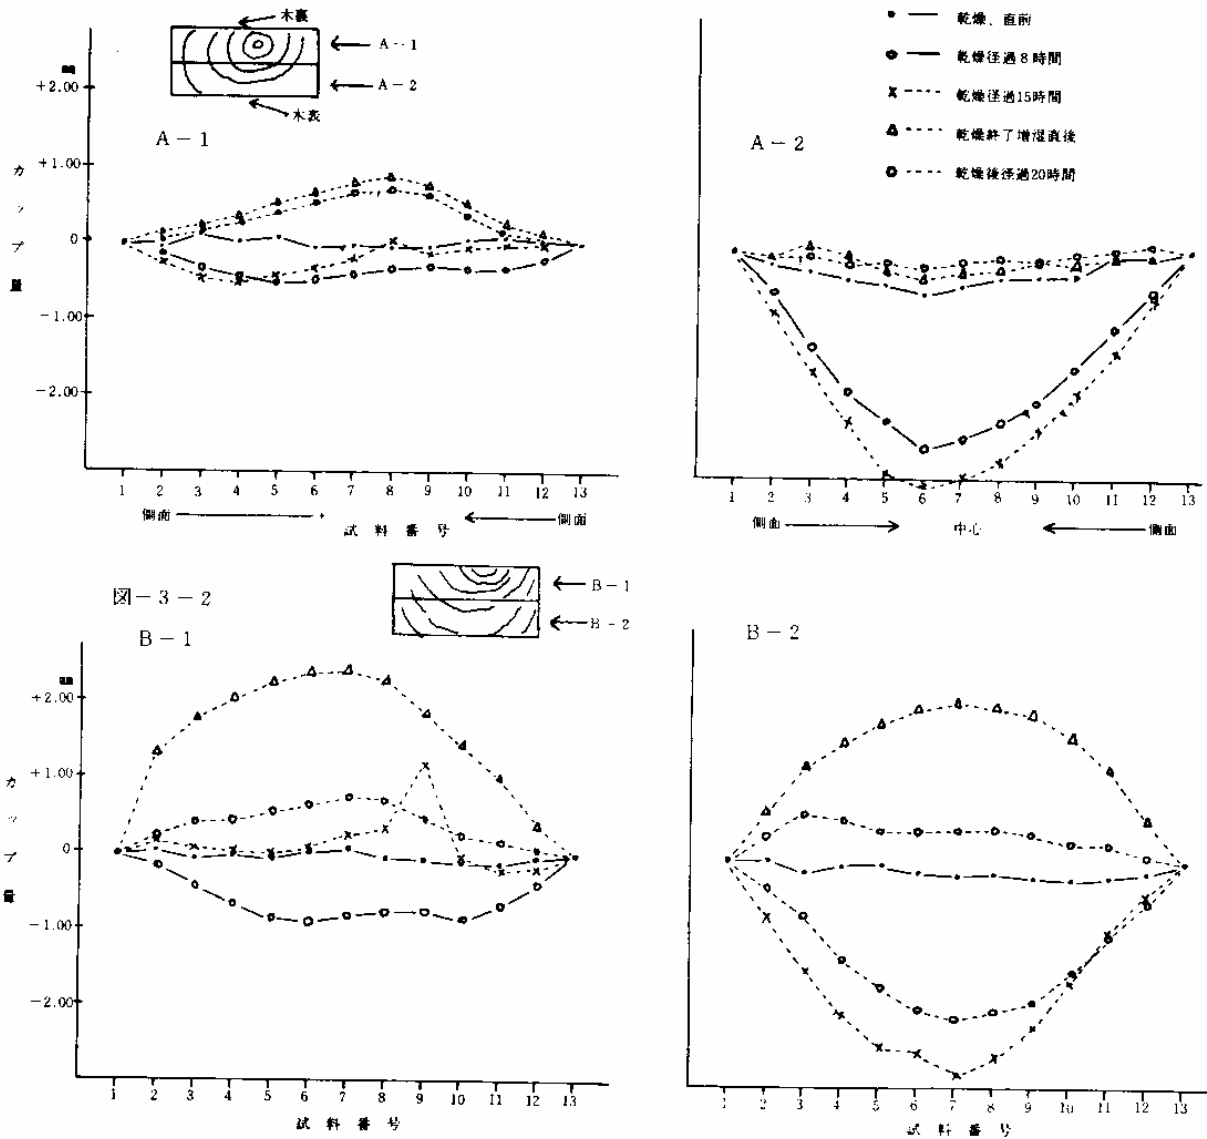 木裏
A－1
A－2
木裏
A－1
㎜
+2.00
+1.00
0
−1.00
−2.00
カップ量
1 2 3 4 5 6 7 8 9 10 11 12 13
側面
側面
試料番号
乾燥、直前
乾燥径過8時間
乾燥径過15時間
乾燥終了増湿直後
乾燥後径過20時間
A－2
1 2 3 4 5 6 7 8 9 10 11 12 13
側面 中心 側面
図－3－2
B－1
B－2
B－1
㎜
+2.00
+1.00
0
−1.00
−2.00
カップ量
1 2 3 4 5 6 7 8 9 10 11 12 13
試料番号
B－2
1 2 3 4 5 6 7 8 9 10 11 12 13
試料番号